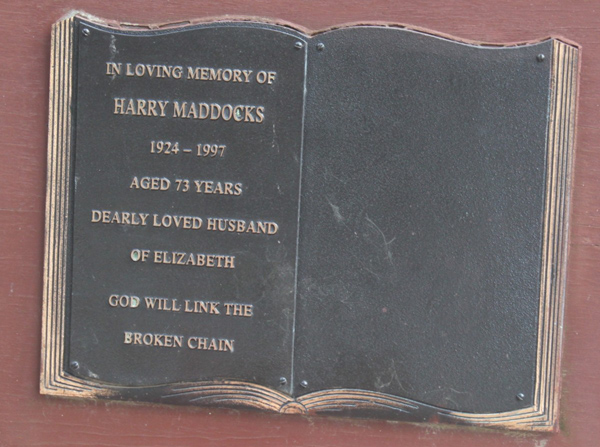 IN LOVING MEMORY OF
HARRY MADDOCKS
1924 – 1997
AGED 73 YEARS
DEARLY LOVED HUSBAND
OF ELIZABETH
GOD WILL LINK THE
BROKEN CHAIN